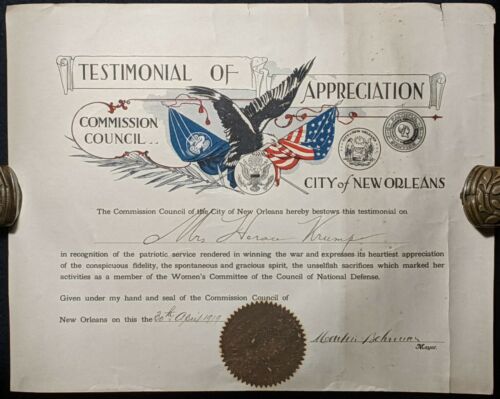 TESTIMONIAL OF APPRECIATION
COMMISSION COUNCIL..
CITY of NEW ORLEANS
The Commission Council of the City of New Orleans hereby bestows this testimonial on
Mrs Horace Krump
in recognition of the patriotic service rendered in winning the war and expresses its heartiest appreciation
of the conspicuous fidelity, the spontaneous and gracious spirit, the unselfish sacrifices which marked her
activities as a member of the Women's Committee of the Council of National Defense.
Given under my hand and seal of the Commission Council of
New Orleans on this the 30th April 1919
Martin Behrman
Mayor.